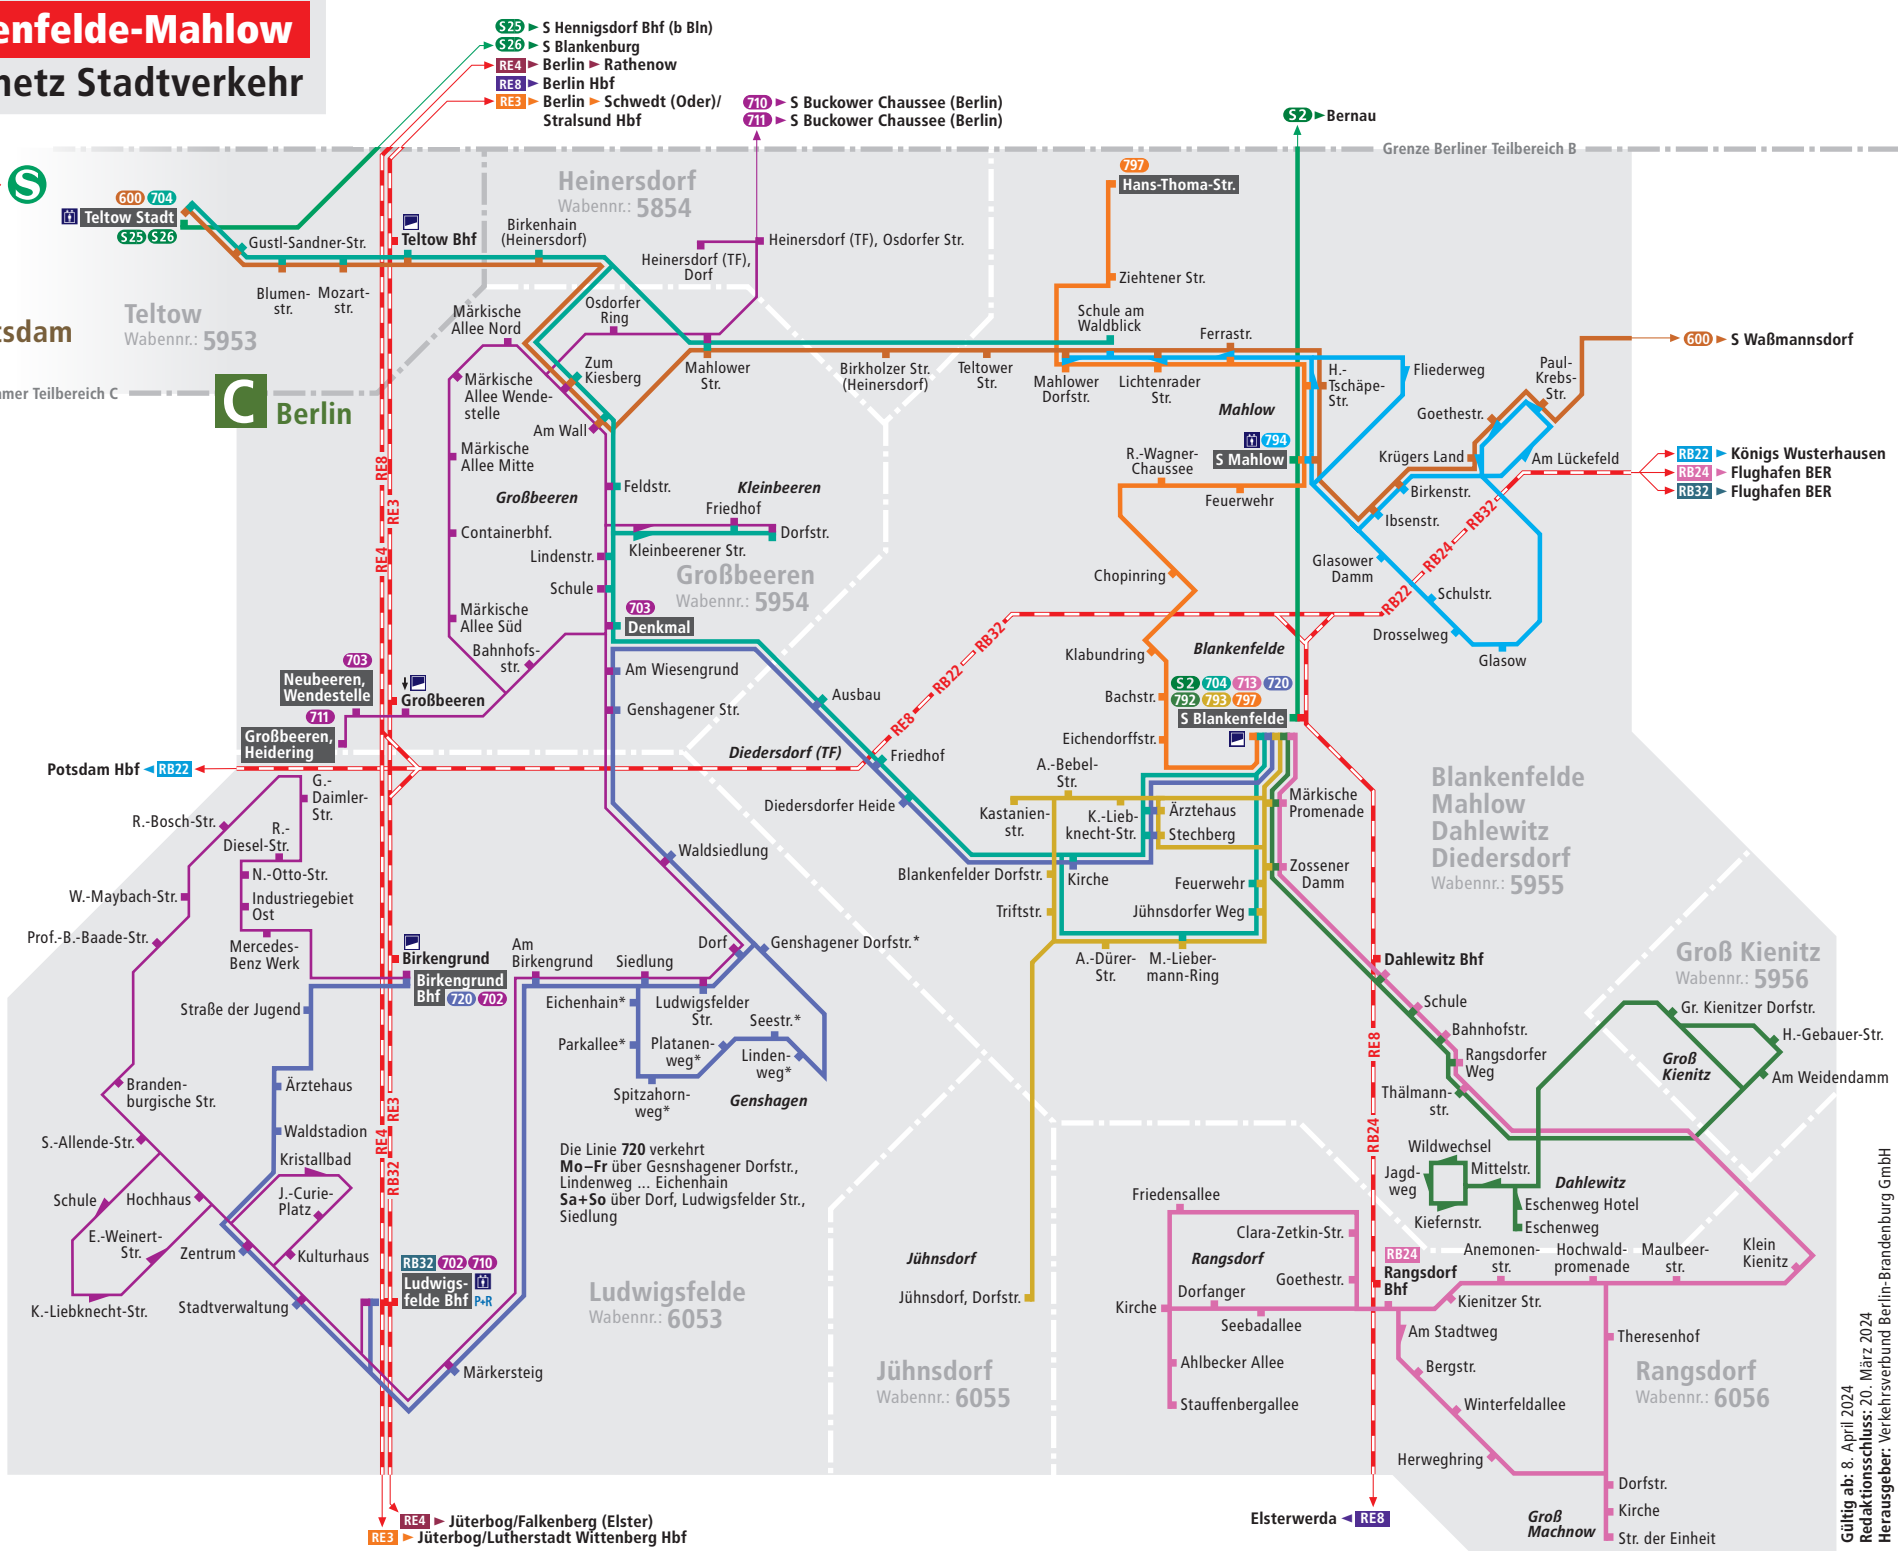 enfelde-Mahlow
netz Stadtverkehr
S25 S Hennigsdorf Bhf (b Bln)
S26 S Blankenburg
RE4 Berlin Rathenow
RE8 Berlin Hbf
RE3 Berlin Schwedt (Oder)/
Stralsund Hbf
710 S Buckower Chaussee (Berlin)
711 S Buckower Chaussee (Berlin)
S2 Bernau
Grenze Berliner Teilbereich B
S
600 704
Teltow Stadt
S25 S26
Gustl-Sandner-Str.
Blumen-
str.
Mozart-
str.
Teltow Bhf
Birkenhain
(Heinersdorf)
Heinersdorf
Wabennr.: 5854
Heinersdorf (TF), Osdorfer Str.
Heinersdorf (TF),
Dorf
797
Hans-Thoma-Str.
Ziehtener Str.
Schule am
Waldblick
Ferrastr.
Teltow
Wabennr.: 5953
tsdam
mer Teilbereich C
C Berlin
Märkische
Allee Nord
Osdorfer
Ring
Zum
Kiesberg
Märkische
Allee Wende-
stelle
Am Wall
Mahlower
Str.
Birkholzer Str.
(Heinersdorf)
Teltower
Str.
Mahlower
Dorfstr.
Lichtenrader
Str.
H.-
Tschäpe-
Str.
Fliederweg
Paul-
Krebs-
Str.
600 S Waßmannsdorf
Goethestr.
Mahlow
794
S Mahlow
Krügers Land
Am Lückefeld
RB22 Königs Wusterhausen
RB24 Flughafen BER
RB32 Flughafen BER
Märkische
Allee Mitte
Großbeeren
Feldstr.
Kleinbeeren
Friedhof
Dorfstr.
Kleinbeerener Str.
Containerbhf.
Lindenstr.
Schule
Großbeeren
Wabennr.: 5954
703
Denkmal
Märkische
Allee Süd
Bahnhofs-
str.
R.-Wagner-
Chaussee
Feuerwehr
Birkenstr.
Ibsenstr.
Glasower
Damm
Schulstr.
Drosselweg
Glasow
Chopinring
Klabundring
Bachstr.
Eichendorffstr.
Blankenfelde
S2 704 713 720
792 793 797
S Blankenfelde
RE8
RE3
RE4
RE8
RB22
RB32
RB22
RB24
RB32
703
Neubeeren,
Wendestelle
711
Großbeeren,
Heidering
Großbeeren
Potsdam Hbf RB22
Am Wiesengrund
Genshagener Str.
Ausbau
Diedersdorf (TF)
Friedhof
Diedersdorfer Heide
A.-Bebel-
Str.
Kastanien-
str.
K.-Lieb-
knecht-Str.
Ärztehaus
Stechberg
Märkische
Promenade
Zossener
Damm
Blankenfelder Dorfstr.
Kirche
Feuerwehr
Triftstr.
Jühnsdorfer Weg
A.-Dürer-
Str.
M.-Lieber-
mann-Ring
Blankenfelde
Mahlow
Dahlewitz
Diedersdorf
Wabennr.: 5955
G.-
Daimler-
Str.
R.-Bosch-Str.
R.-
Diesel-Str.
N.-Otto-Str.
W.-Maybach-Str.
Industriegebiet
Ost
Prof.-B.-Baade-Str.
Mercedes-
Benz Werk
Birkengrund
Birkengrund
Bhf 720 702
Am
Birkengrund
Siedlung
Dorf
Waldsiedlung
Genshagener Dorfstr.*
Straße der Jugend
Eichenhain*
Ludwigsfelder
Str.
Seestr.*
Parkallee*
Platanen-
weg*
Linden-
weg*
Spitzahorn-
weg*
Genshagen
Dahlewitz Bhf
Groß Kienitz
Wabennr.: 5956
Schule
Bahnhofstr.
Rangsdorfer
Weg
Thälmann-
str.
Gr. Kienitzer Dorfstr.
H.-Gebauer-Str.
Groß
Kienitz
Am Weidendamm
Branden-
burgische Str.
Ärztehaus
Waldstadion
S.-Allende-Str.
Kristallbad
J.-Curie-
Platz
Schule
Hochhaus
E.-Weinert-
Str.
Zentrum
Kulturhaus
Stadtverwaltung
K.-Liebknecht-Str.
RE3
RE4
RB32
RB32 702 710
Ludwigs-
felde Bhf P+R
Märkersteig
Die Linie 720 verkehrt
Mo–Fr über Gesnshagener Dorfstr.,
Lindenweg ... Eichenhain
Sa+So über Dorf, Ludwigsfelder Str.,
Siedlung
Ludwigsfelde
Wabennr.: 6053
Jühnsdorf
Jühnsdorf, Dorfstr.
Jühnsdorf
Wabennr.: 6055
RE8
RB24
Wildwechsel
Jagd-
weg
Mittelstr.
Kiefernstr.
Dahlewitz
Eschenweg Hotel
Eschenweg
Friedensallee
Clara-Zetkin-Str.
Rangsdorf
Goethestr.
Dorfanger
Kirche
Seebadallee
Ahlbecker Allee
Stauffenbergallee
RB24
Rangsdorf
Bhf
Anemonen-
str.
Hochwald-
promenade
Maulbeer-
str.
Klein
Kienitz
Kienitzer Str.
Am Stadtweg
Bergstr.
Winterfeldallee
Herweghring
Theresenhof
Rangsdorf
Wabennr.: 6056
Dorfstr.
Kirche
Str. der Einheit
Groß
Machnow
RE4 Jüterbog/Falkenberg (Elster)
RE3 Jüterbog/Lutherstadt Wittenberg Hbf
Elsterwerda RE8
Gültig ab: 8. April 2024
Redaktionsschluss: 20. März 2024
Herausgeber: Verkehrsverbund Berlin-Brandenburg GmbH